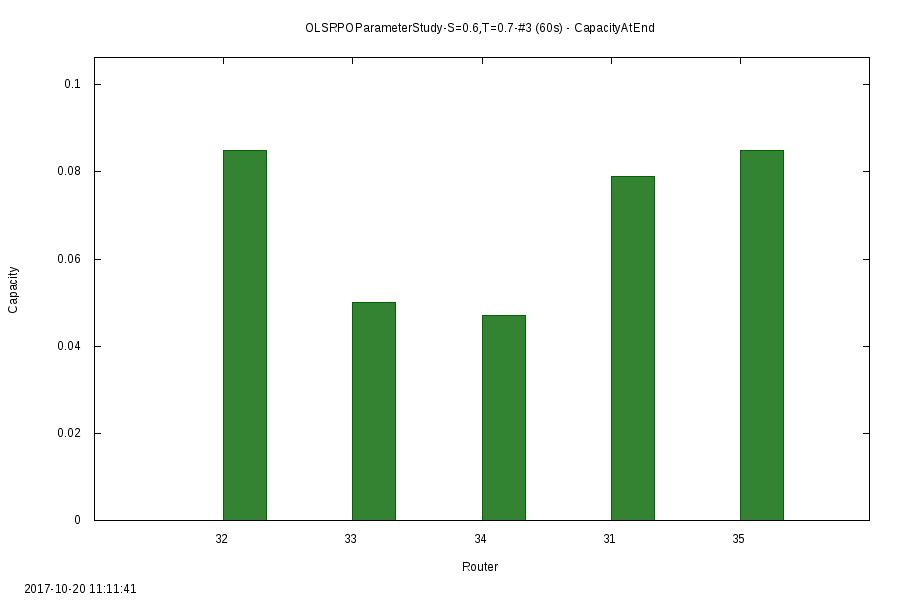 OLSRPOParameterStudy-S=0.6,T=0.7-#3 (60s) - CapacityAtEnd
0.1
0.08
0.06
0.04
0.02
0
Capacity
32 33 34 31 35
Router
2017-10-20 11:11:41